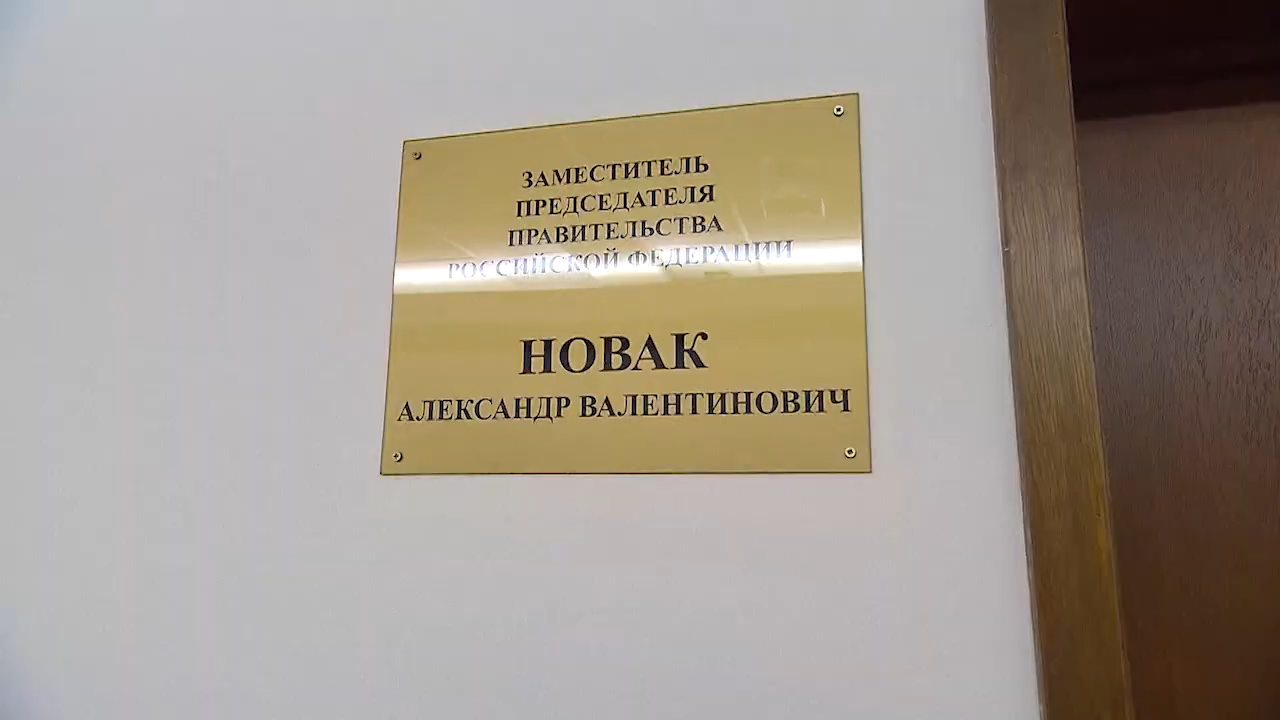 ЗАМЕСТИТЕЛЬ
ПРЕДСЕДАТЕЛЯ
ПРАВИТЕЛЬСТВА
РОССИЙСКОЙ ФЕДЕРАЦИИ
НОВАК
АЛЕКСАНДР ВАЛЕНТИНОВИЧ